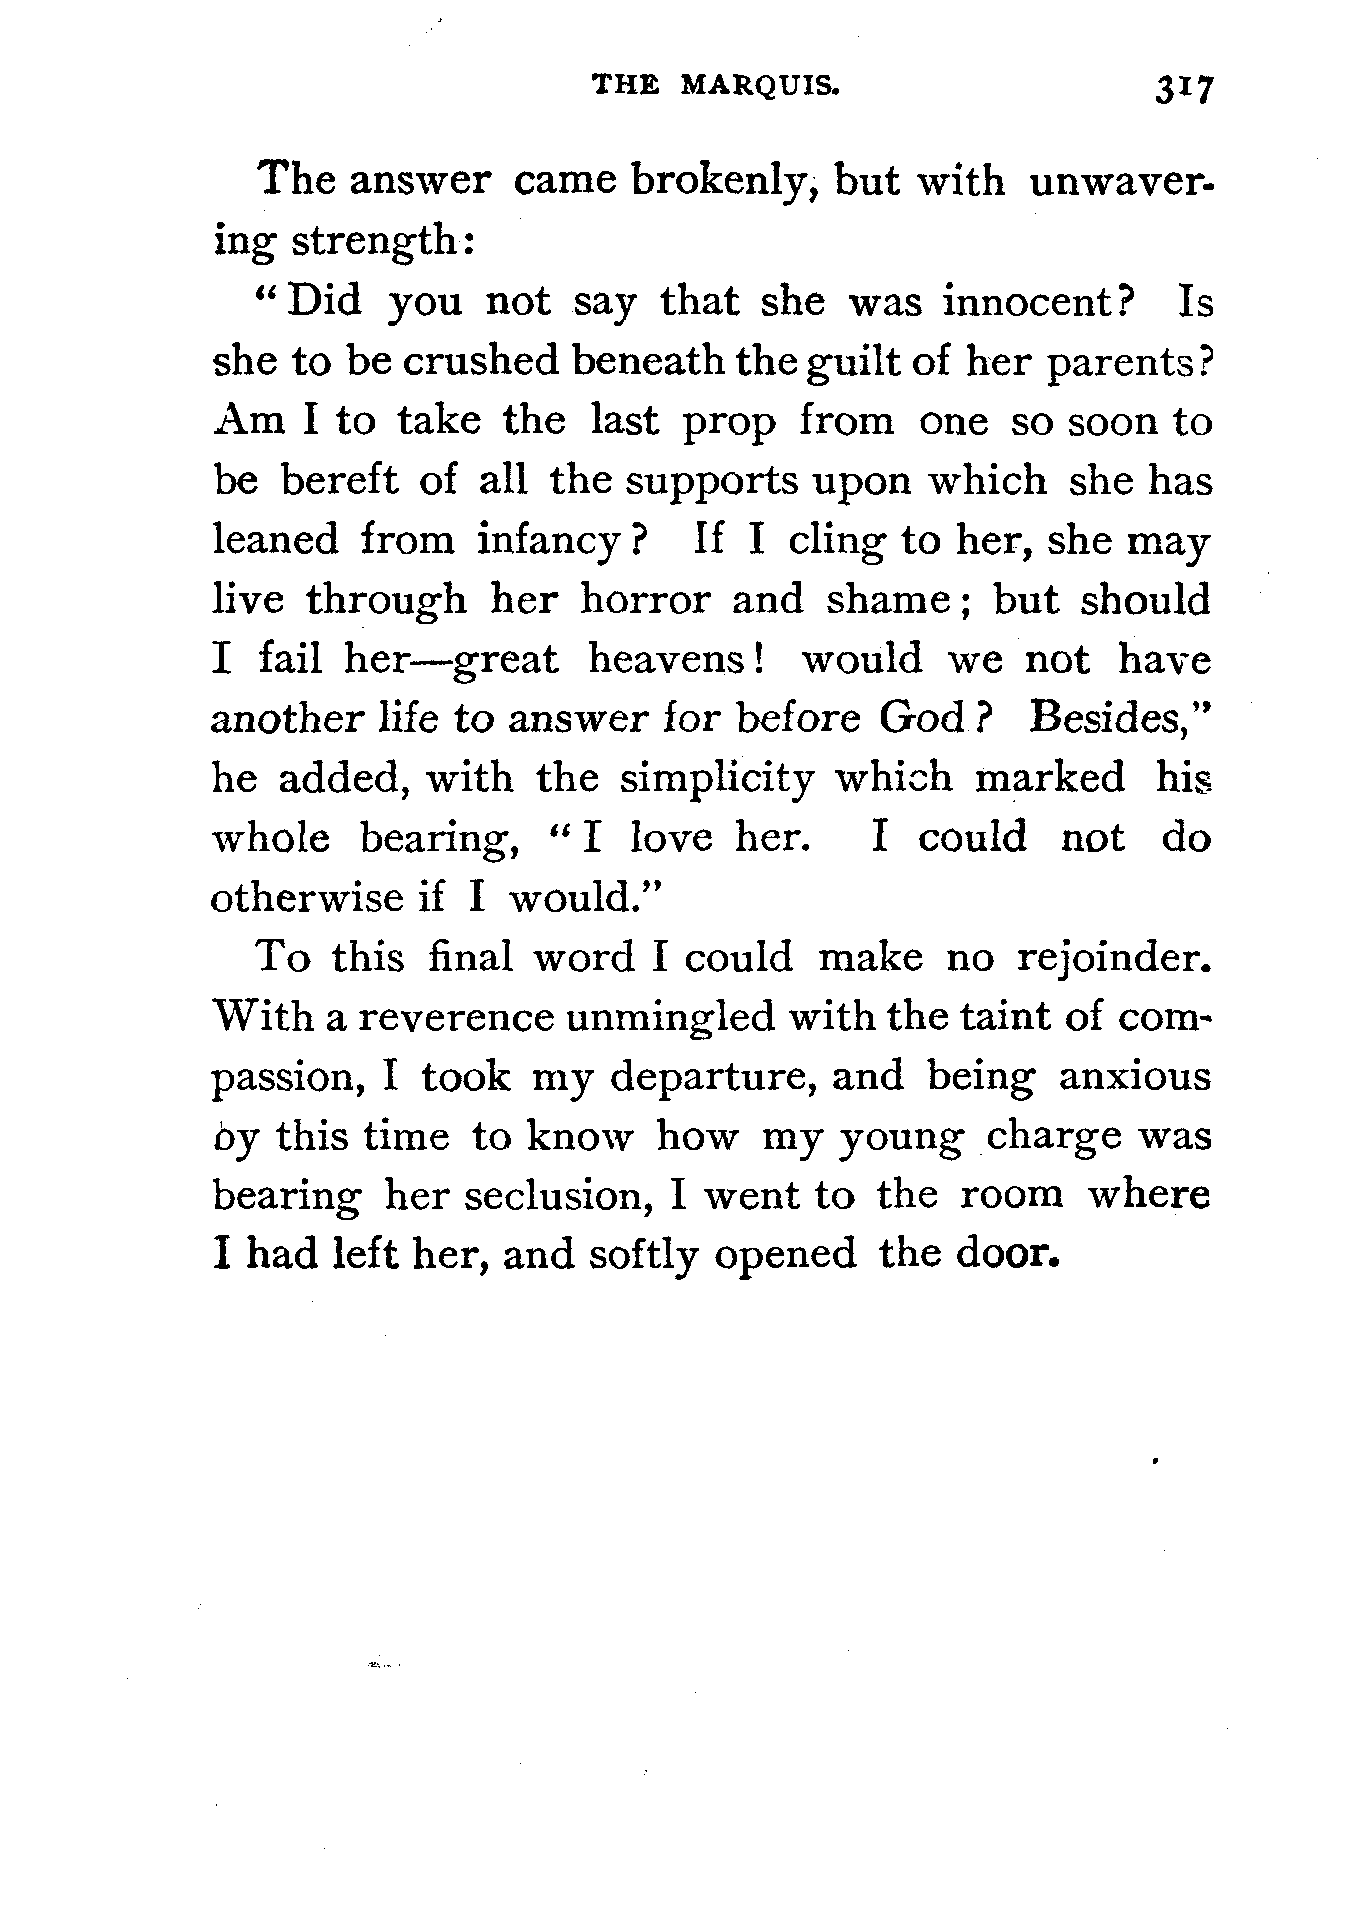 THE MARQUIS. 317
The answer came brokenly, but with unwaver-
ing strength:
“Did you not say that she was innocent? Is
she to be crushed beneath the guilt of her parents?
Am I to take the last prop from one so soon to
be bereft of all the supports upon which she has
leaned from infancy? If I cling to her, she may
live through her horror and shame; but should
I fail her—great heavens! would we not have
another life to answer for before God? Besides,”
he added, with the simplicity which marked his
whole bearing, “I love her. I could not do
otherwise if I would.”
To this final word I could make no rejoinder.
With a reverence unmingled with the taint of com-
passion, I took my departure, and being anxious
by this time to know how my young charge was
bearing her seclusion, I went to the room where
I had left her, and softly opened the door.